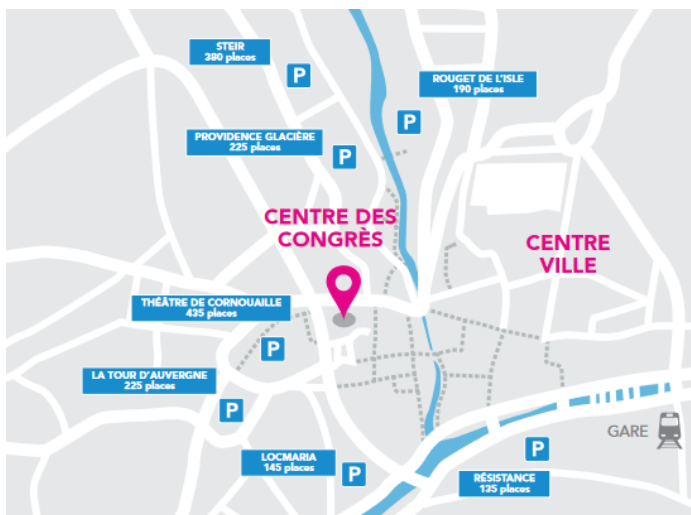 STEIR
380 places
P
ROUGET DE L'ISLE
190 places
P
PROVIDENCE GLACIÈRE
225 places
P
CENTRE DES
CONGRÈS
CENTRE
VILLE
THÉÂTRE DE CORNOUAILLE
435 places
P
LA TOUR D'AUVERGNE
225 places
P
GARE
LOCMARIA
145 places
P
P
RÉSISTANCE
135 places